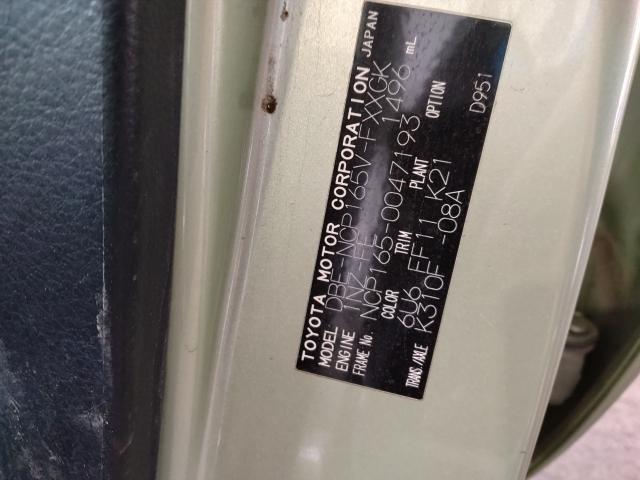 TOYOTA MOTOR CORPORATION JAPAN
MODEL DBE-NCP165V-FXXGK
ENGINE 1NZ-FE 1496 mL
FRAME No. NCP165-0047193
COLOR TRIM PLANT OPTION
6U6 EF11 K21
TRANS./AXLE K310F -08A D951